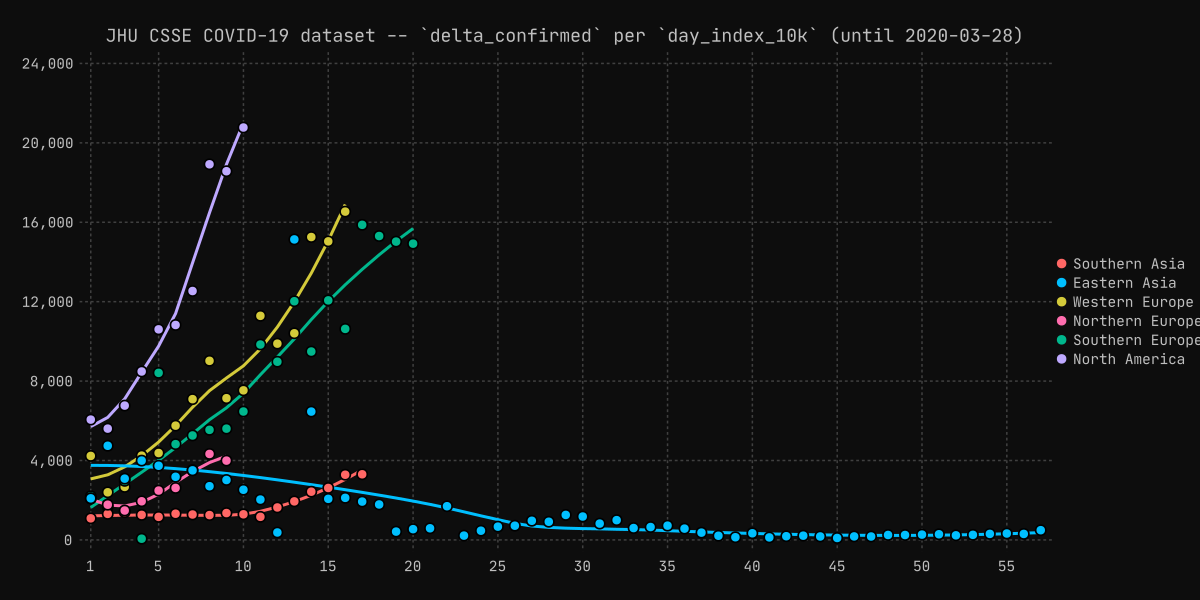 JHU CSSE COVID-19 dataset -- `delta_confirmed` per `day_index_10k` (until 2020-03-28)
24,000
20,000
16,000
12,000
8,000
4,000
0
1 5 10 15 20 25 30 35 40 45 50 55
Southern Asia
Eastern Asia
Western Europe
Northern Europe
Southern Europe
North America